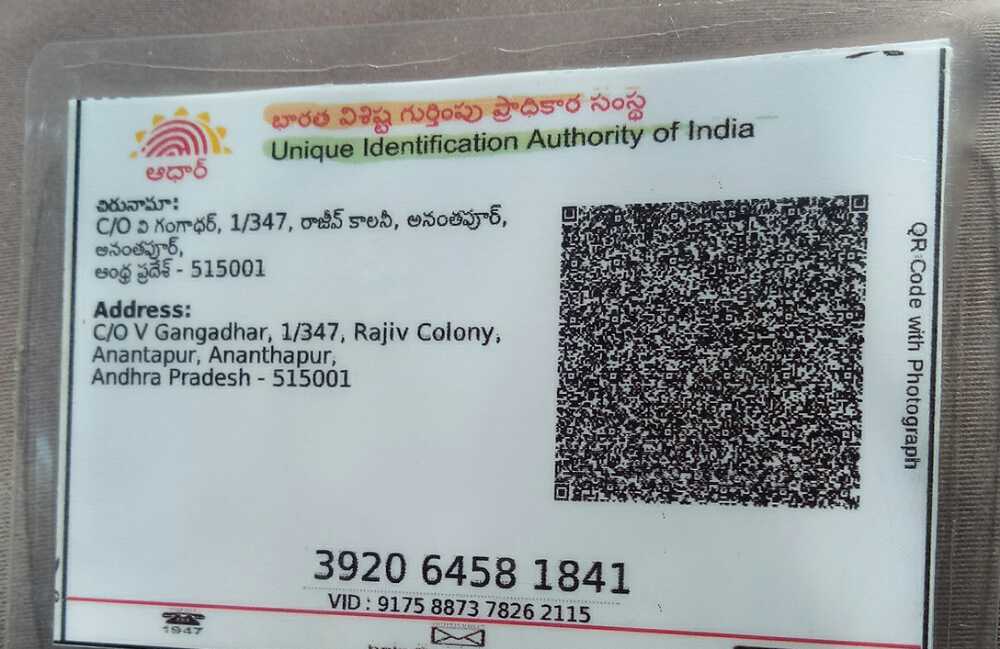 భారత విశిష్ట గుర్తింపు ప్రాధికార సంస్థ
Unique Identification Authority of India
ఆధార్
చిరునామా:
C/O వి గంగాధర్, 1/347, రాజీవ్ కాలనీ, అనంతపూర్,
అనంతపూర్,
ఆంధ్ర ప్రదేశ్ - 515001
Address:
C/O V Gangadhar, 1/347, Rajiv Colony,
Anantapur, Ananthapur,
Andhra Pradesh - 515001
QR Code with Photograph
3920 6458 1841
VID : 9175 8873 7826 2115
1947